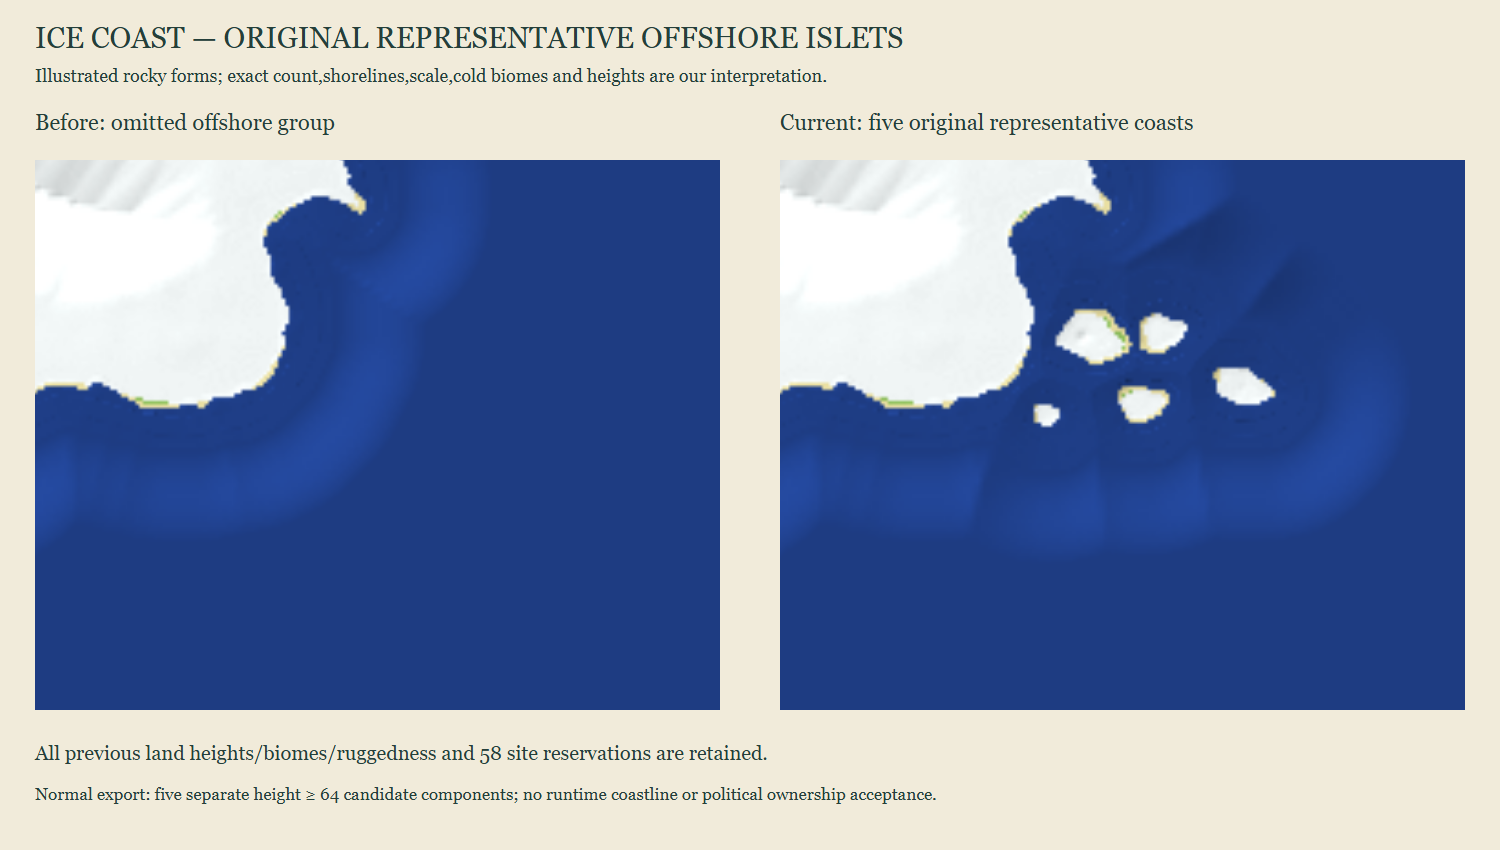 ICE COAST — ORIGINAL REPRESENTATIVE OFFSHORE ISLETS
Illustrated rocky forms; exact count,shorelines,scale,cold biomes and heights are our interpretation.
Before: omitted offshore group
Current: five original representative coasts
All previous land heights/biomes/ruggedness and 58 site reservations are retained.
Normal export: five separate height ≥ 64 candidate components; no runtime coastline or political ownership acceptance.